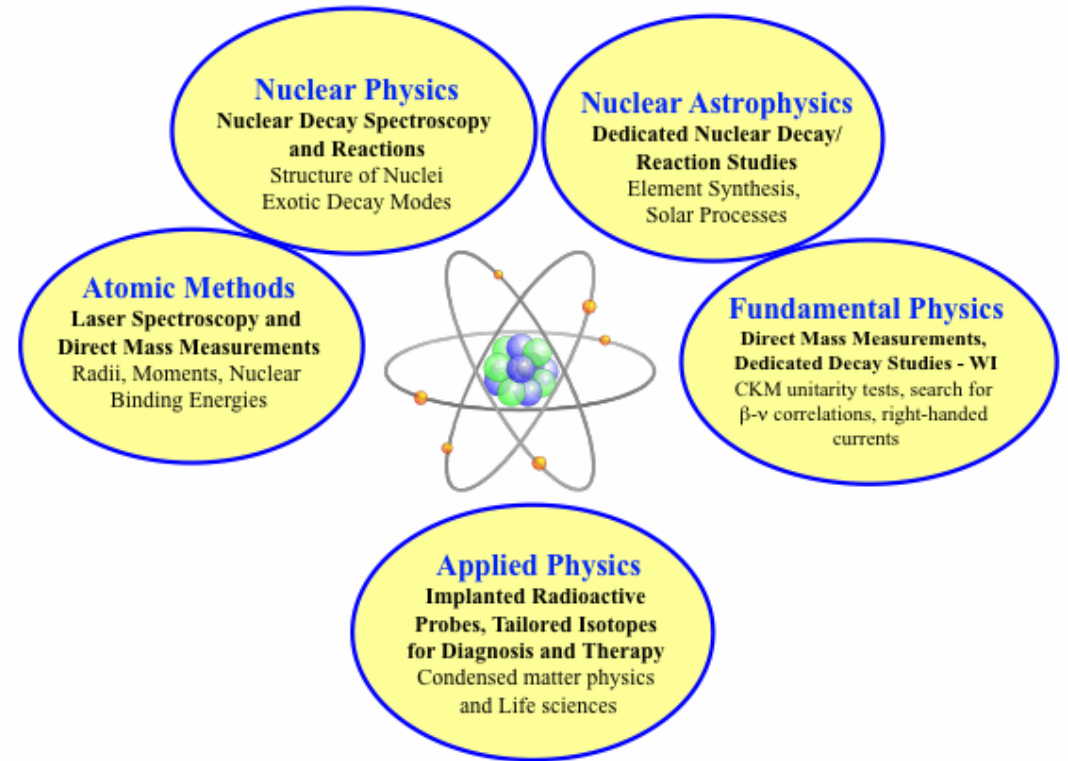 Nuclear Physics
Nuclear Decay Spectroscopy
and Reactions
Structure of Nuclei
Exotic Decay Modes
Nuclear Astrophysics
Dedicated Nuclear Decay/
Reaction Studies
Element Synthesis,
Solar Processes
Atomic Methods
Laser Spectroscopy and
Direct Mass Measurements
Radii, Moments, Nuclear
Binding Energies
Fundamental Physics
Direct Mass Measurements,
Dedicated Decay Studies - WI
CKM unitarity tests, search for
β-ν correlations, right-handed
currents
Applied Physics
Implanted Radioactive
Probes, Tailored Isotopes
for Diagnosis and Therapy
Condensed matter physics
and Life sciences